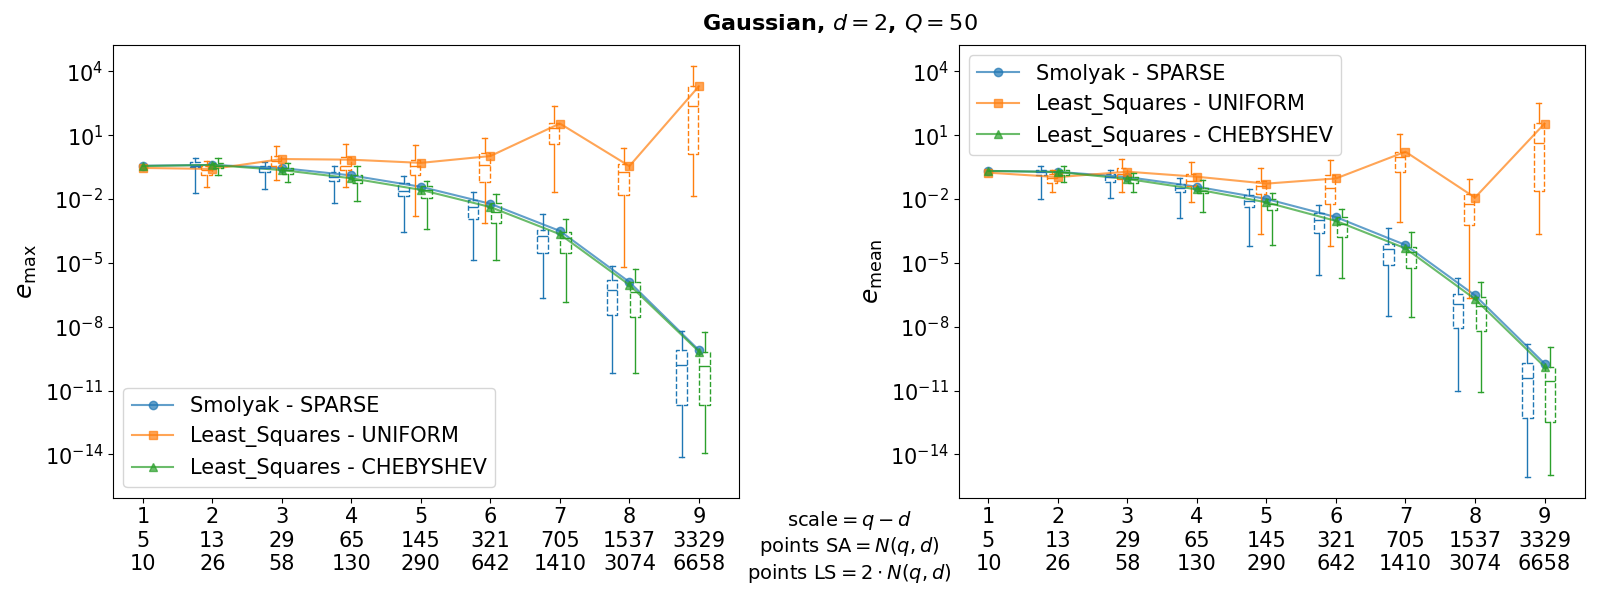 Gaussian, d = 2, Q = 50
10^4
10^1
10^−2
10^−5
10^−8
10^−11
10^−14
e_max
Smolyak - SPARSE
Least_Squares - UNIFORM
Least_Squares - CHEBYSHEV
1 2 3 4 5 6 7 8 9
5 13 29 65 145 321 705 1537 3329
10 26 58 130 290 642 1410 3074 6658
scale = q − d
points SA = N(q, d)
points LS = 2 · N(q, d)
10^4
10^1
10^−2
10^−5
10^−8
10^−11
10^−14
e_mean
Smolyak - SPARSE
Least_Squares - UNIFORM
Least_Squares - CHEBYSHEV
1 2 3 4 5 6 7 8 9
5 13 29 65 145 321 705 1537 3329
10 26 58 130 290 642 1410 3074 6658